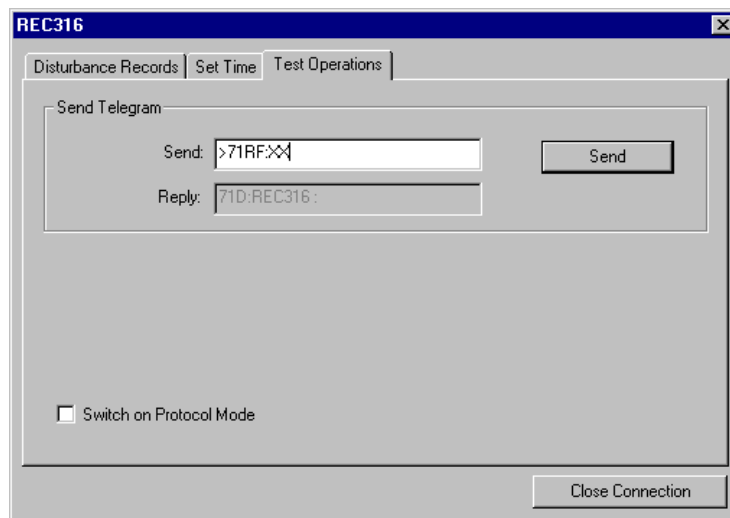 REC316
Disturbance Records Set Time Test Operations
Send Telegram
Send: >71RF:XX Send
Reply: 71D:REC316 :
Switch on Protocol Mode
Close Connection